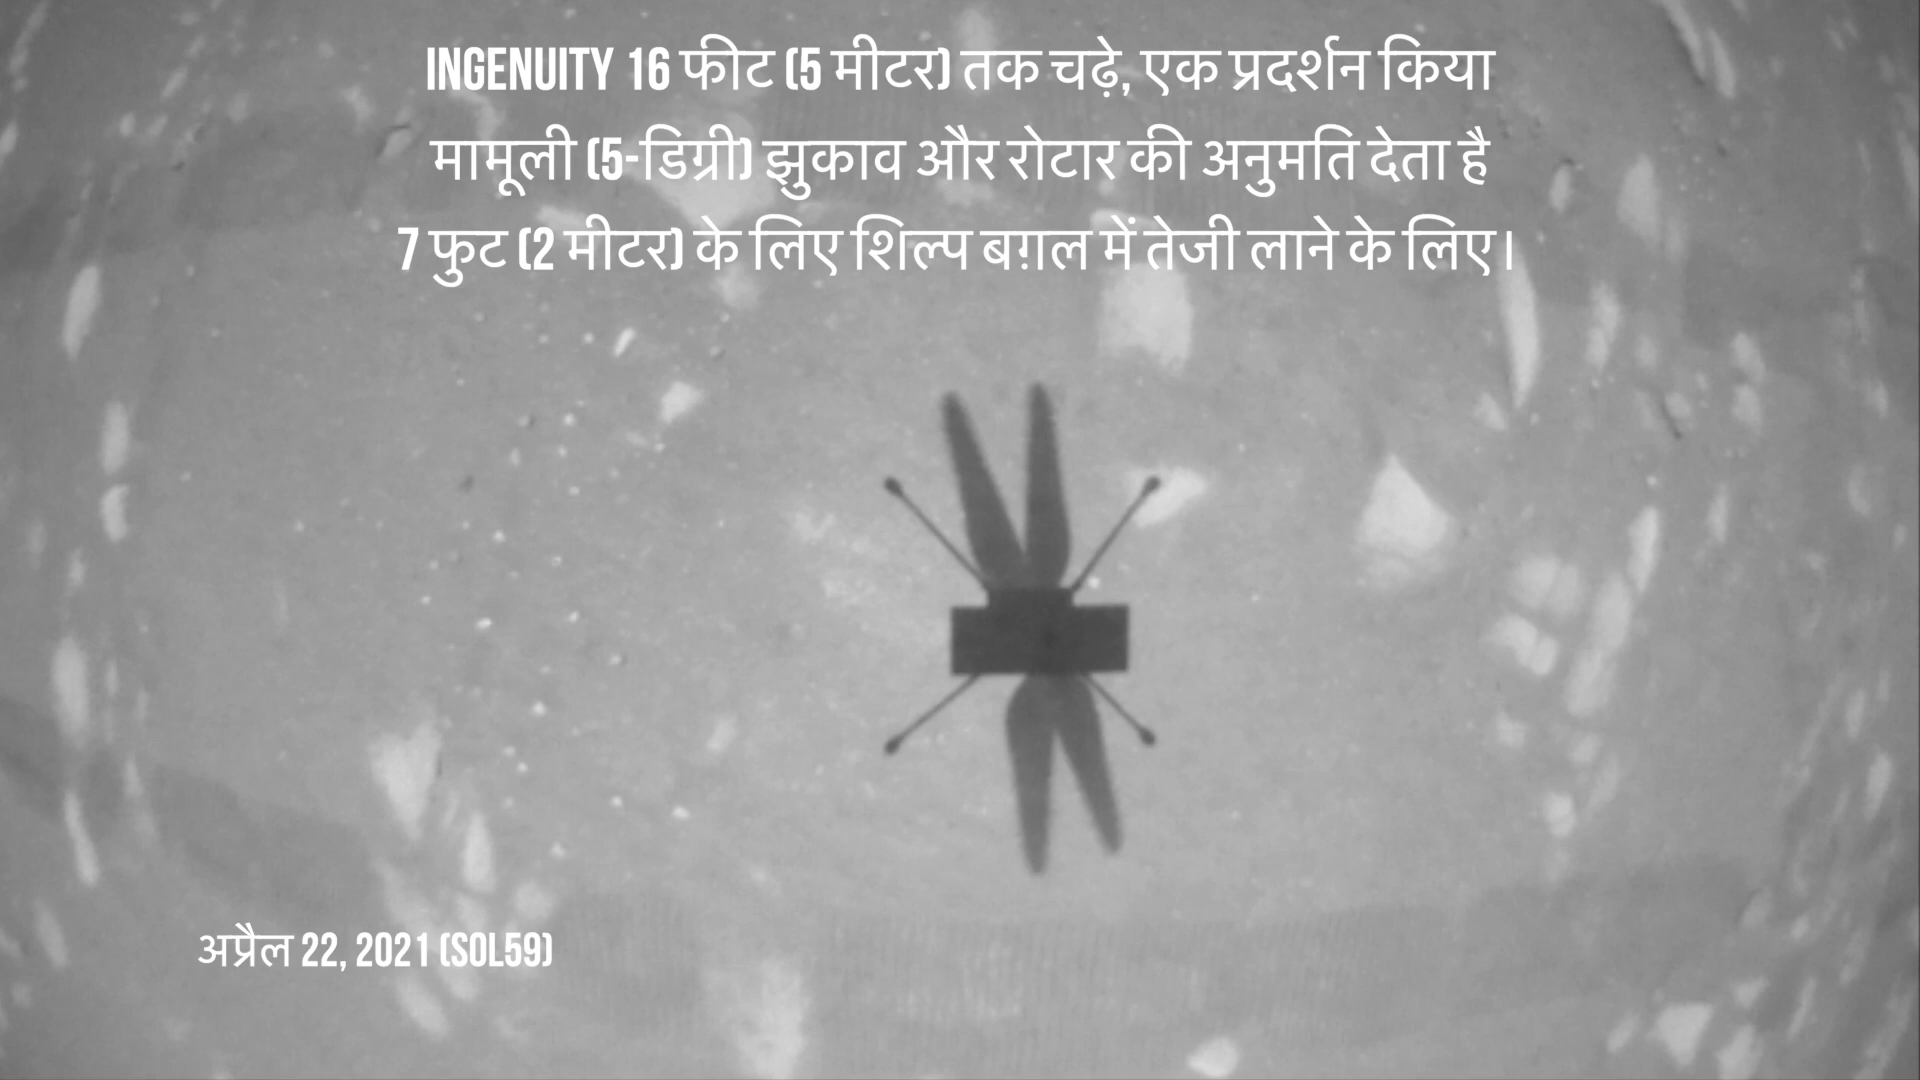 INGENUITY 16 फीट (5 मीटर) तक चढ़े, एक प्रदर्शन किया
मामूली (5-डिग्री) झुकाव और रोटार की अनुमति देता है
7 फुट (2 मीटर) के लिए शिल्प बग़ल में तेजी लाने के लिए।
अप्रैल 22, 2021 (SOL59)